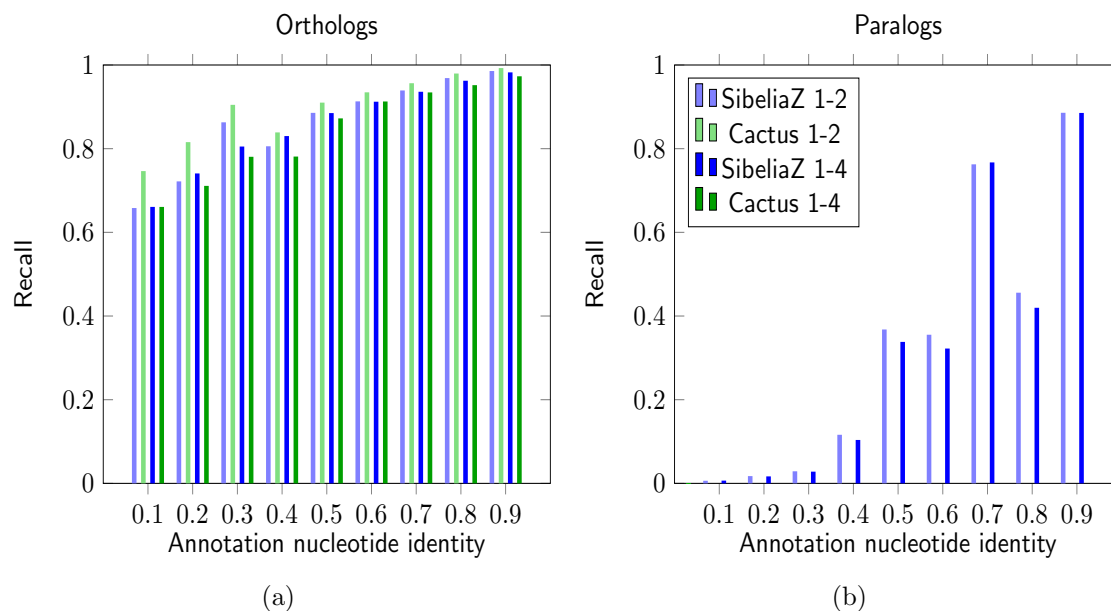 Orthologs
1
0.8
0.6
0.4
0.2
0
Recall
0.1 0.2 0.3 0.4 0.5 0.6 0.7 0.8 0.9
Annotation nucleotide identity
(a)
Paralogs
1
0.8
0.6
0.4
0.2
0
Recall
SibeliaZ 1-2
Cactus 1-2
SibeliaZ 1-4
Cactus 1-4
0.1 0.2 0.3 0.4 0.5 0.6 0.7 0.8 0.9
Annotation nucleotide identity
(b)